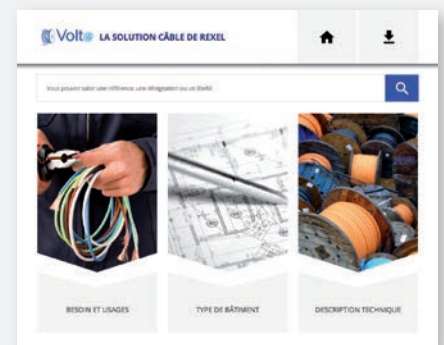 Volt@ LA SOLUTION CÂBLE DE REXEL
Vous pouvez saisir une référence, une désignation ou un libellé
BESOIN ET USAGES
TYPE DE BÂTIMENT
DESCRIPTION TECHNIQUE